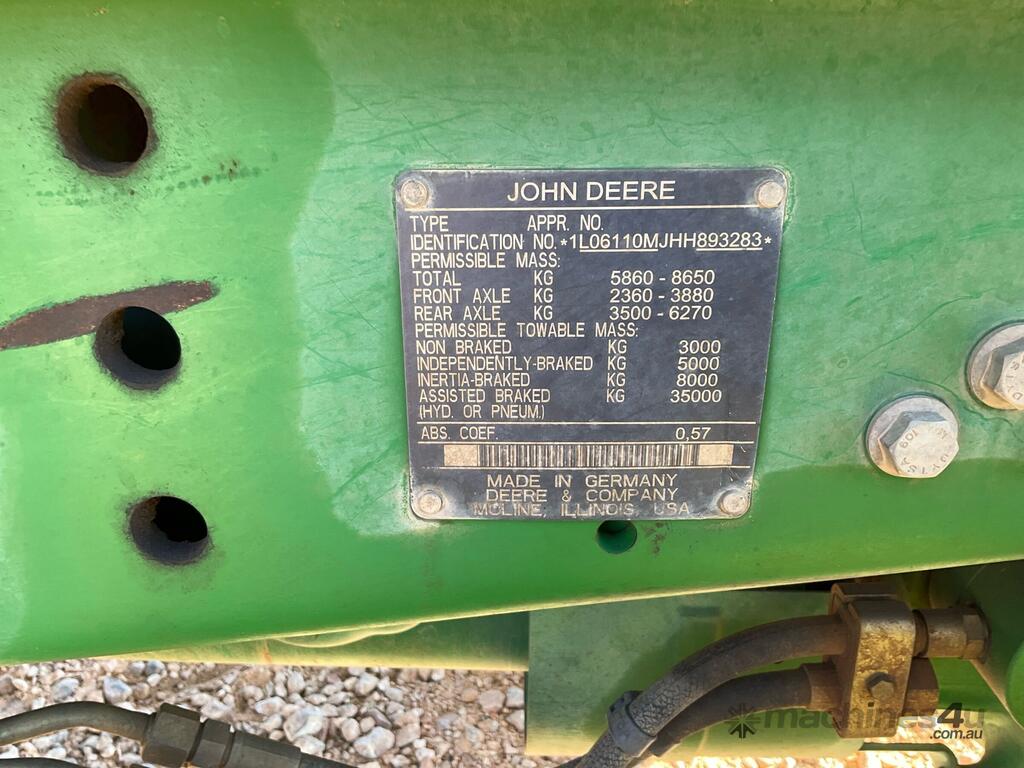 JOHN DEERE
TYPE APPR. NO.
IDENTIFICATION NO. *1L06110MJHH893283*
PERMISSIBLE MASS:
TOTAL KG 5860 - 8650
FRONT AXLE KG 2360 - 3880
REAR AXLE KG 3500 - 6270
PERMISSIBLE TOWABLE MASS:
NON BRAKED KG 3000
INDEPENDENTLY-BRAKED KG 5000
INERTIA-BRAKED KG 8000
ASSISTED BRAKED KG 35000
(HYD. OR PNEUM.)
ABS. COEF. 0,57
MADE IN GERMANY
DEERE & COMPANY
MOLINE, ILLINOIS, USA
machines4u
.com.au